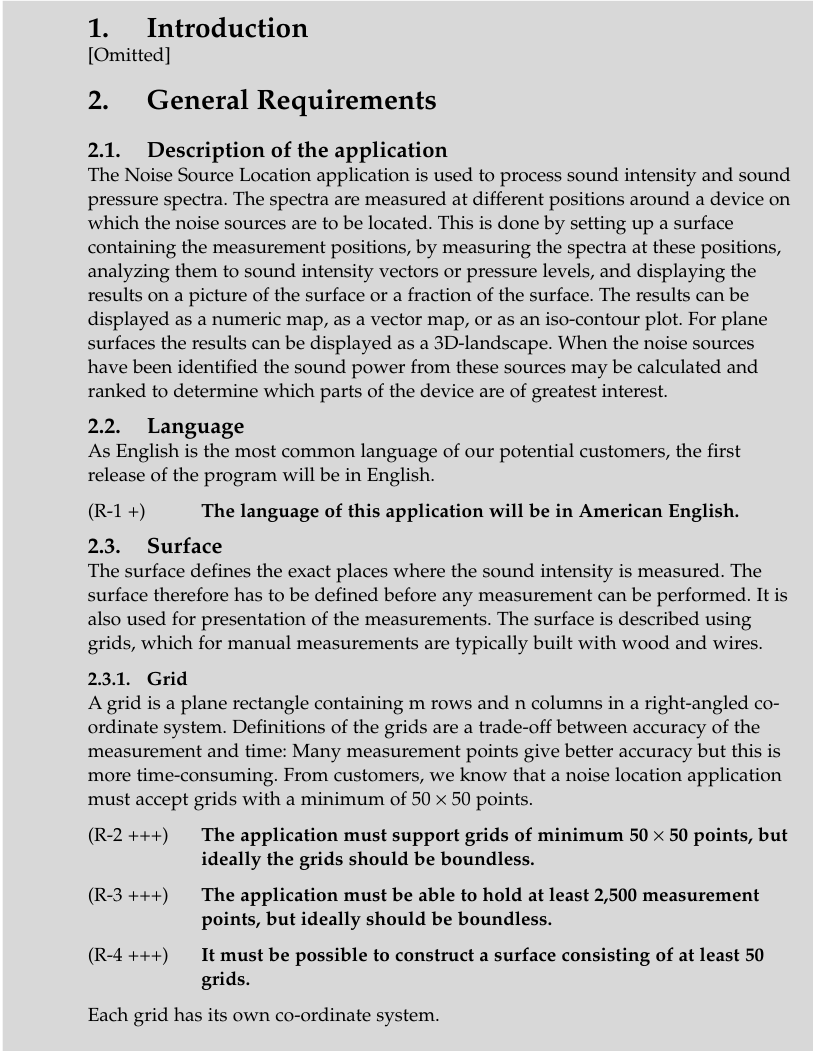 1. Introduction
[Omitted]
2. General Requirements
2.1. Description of the application
The Noise Source Location application is used to process sound intensity and sound
pressure spectra. The spectra are measured at different positions around a device on
which the noise sources are to be located. This is done by setting up a surface
containing the measurement positions, by measuring the spectra at these positions,
analyzing them to sound intensity vectors or pressure levels, and displaying the
results on a picture of the surface or a fraction of the surface. The results can be
displayed as a numeric map, as a vector map, or as an iso-contour plot. For plane
surfaces the results can be displayed as a 3D-landscape. When the noise sources
have been identified the sound power from these sources may be calculated and
ranked to determine which parts of the device are of greatest interest.
2.2. Language
As English is the most common language of our potential customers, the first
release of the program will be in English.
(R-1 +) The language of this application will be in American English.
2.3. Surface
The surface defines the exact places where the sound intensity is measured. The
surface therefore has to be defined before any measurement can be performed. It is
also used for presentation of the measurements. The surface is described using
grids, which for manual measurements are typically built with wood and wires.
2.3.1. Grid
A grid is a plane rectangle containing m rows and n columns in a right-angled co-
ordinate system. Definitions of the grids are a trade-off between accuracy of the
measurement and time: Many measurement points give better accuracy but this is
more time-consuming. From customers, we know that a noise location application
must accept grids with a minimum of 50 × 50 points.
(R-2 +++) The application must support grids of minimum 50 × 50 points, but
ideally the grids should be boundless.
(R-3 +++) The application must be able to hold at least 2,500 measurement
points, but ideally should be boundless.
(R-4 +++) It must be possible to construct a surface consisting of at least 50
grids.
Each grid has its own co-ordinate system.